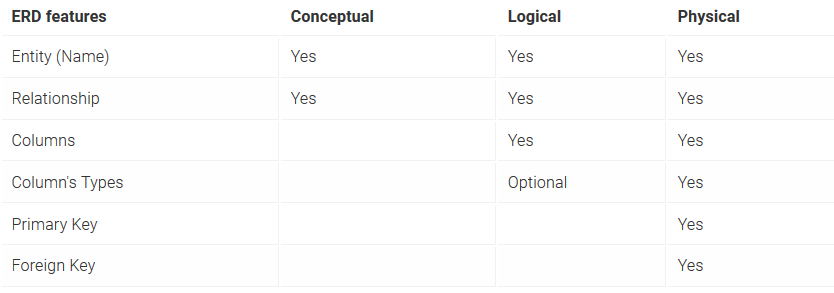 ERD features Conceptual Logical Physical
Entity (Name) Yes Yes Yes
Relationship Yes Yes Yes
Columns Yes Yes
Column's Types Optional Yes
Primary Key Yes
Foreign Key Yes